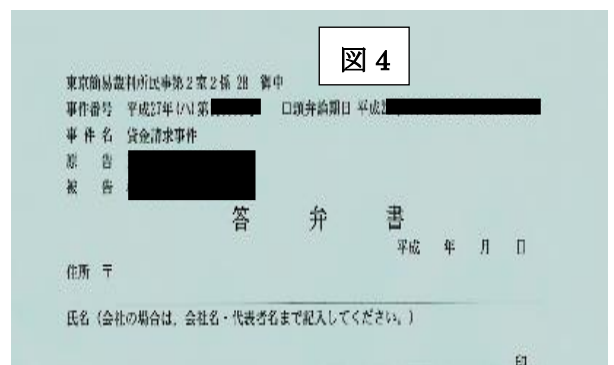 図 4
東京簡易裁判所民事第2室2係 2B 御中
事件番号 平成27年(ハ)第 口頭弁論期日 平成2
事件名 貸金請求事件
原告
被告
答弁書
平成 年 月 日
住所 〒
氏名(会社の場合は、会社名・代表者名まで記入してください。)
印